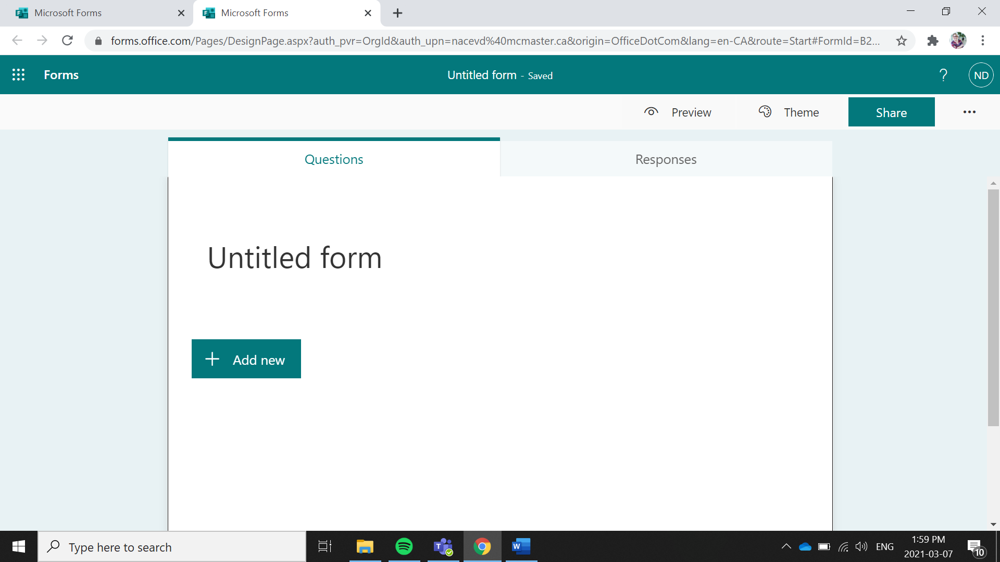 Microsoft Forms
Microsoft Forms
forms.office.com/Pages/DesignPage.aspx?auth_pvr=OrgId&auth_upn=nacevd%40mcmaster.ca&origin=OfficeDotCom&lang=en-CA&route=Start#FormId=B2...
Forms
Untitled form - Saved
?
ND
Preview
Theme
Share
Questions
Responses
Untitled form
Add new
Type here to search
ENG
1:59 PM
2021-03-07
10